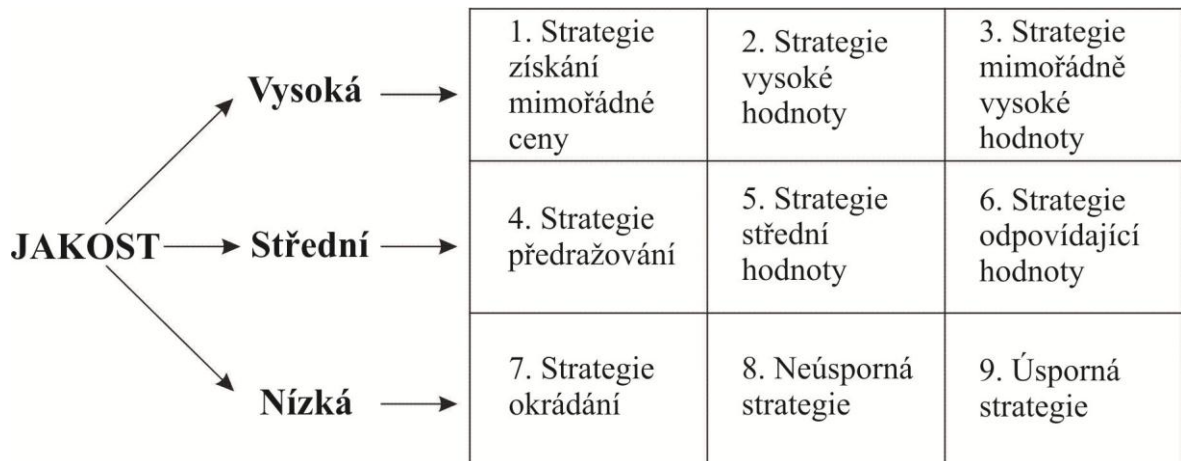 JAKOST
Vysoká
1. Strategie
získání
mimořádné
ceny
2. Strategie
vysoké
hodnoty
3. Strategie
mimořádně
vysoké
hodnoty
Střední
4. Strategie
předražování
5. Strategie
střední
hodnoty
6. Strategie
odpovídající
hodnoty
Nízká
7. Strategie
okrádání
8. Neúsporná
strategie
9. Úsporná
strategie